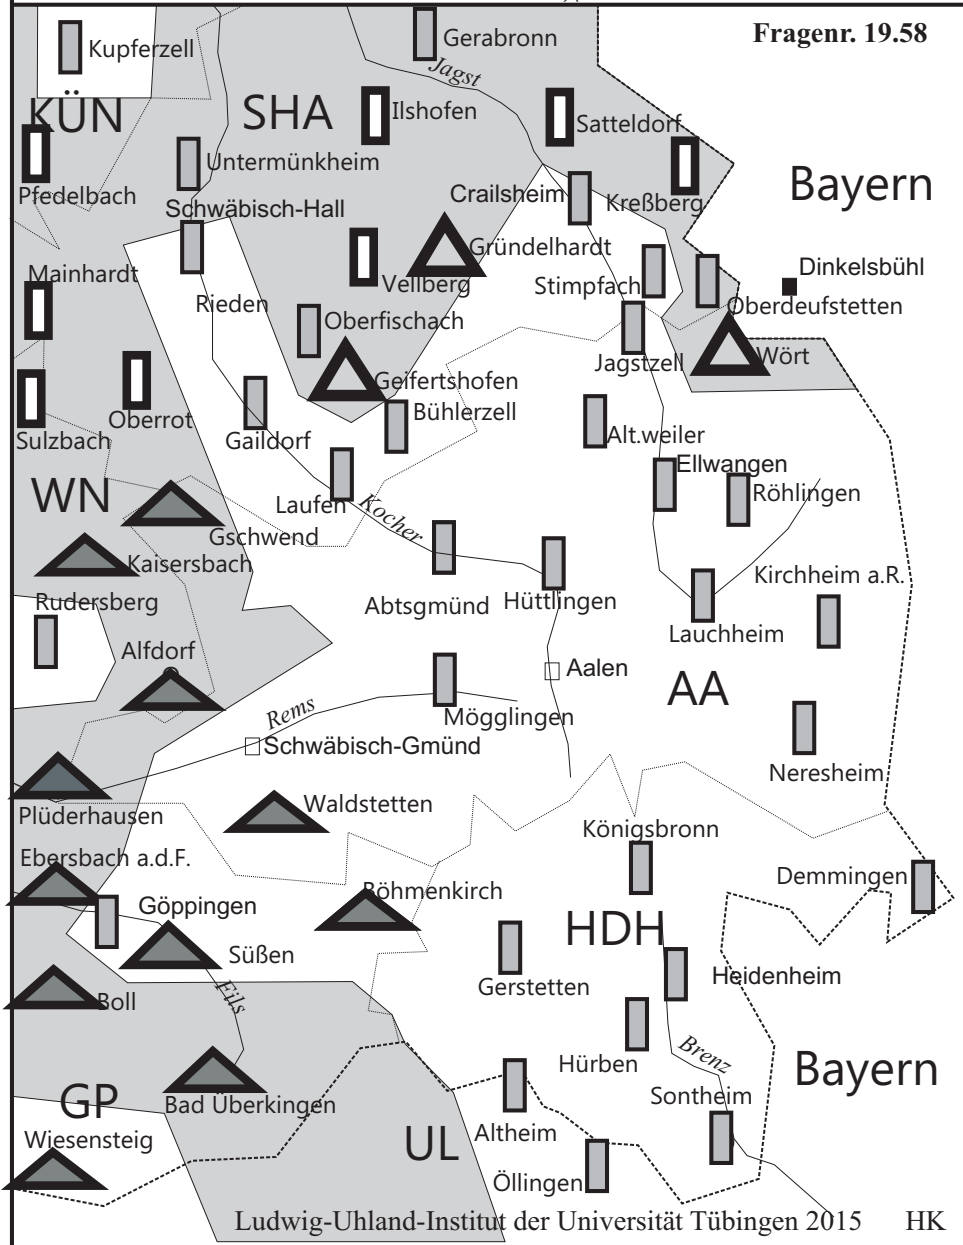 Fragenr. 19.58
Kupferzell
Gerabronn
Jagst
KÜN
SHA
Ilshofen
Satteldorf
Untermünkheim
Pfedelbach
Crailsheim
Kreßberg
Bayern
Schwäbisch-Hall
Gründelhardt
Mainhardt
Vellberg
Stimpfach
Dinkelsbühl
Rieden
Oberfischach
Oberdeufstetten
Jagstzell
Wört
Geifertshofen
Oberrot
Bühlerzell
Sulzbach
Gaildorf
Alt.weiler
Ellwangen
WN
Laufen
Röhlingen
Kocher
Gschwend
Kaisersbach
Kirchheim a.R.
Rudersberg
Abtsgmünd
Hüttlingen
Lauchheim
Alfdorf
Aalen
AA
Rems
Mögglingen
Schwäbisch-Gmünd
Neresheim
Plüderhausen
Waldstetten
Königsbronn
Ebersbach a.d.F.
Demmingen
Böhmenkirch
Göppingen
HDH
Süßen
Heidenheim
Gerstetten
Boll
Fils
Hürben
Brenz
Bayern
GP
Bad Überkingen
Sontheim
Wiesensteig
UL
Altheim
Öllingen
Ludwig-Uhland-Institut der Universität Tübingen 2015 HK